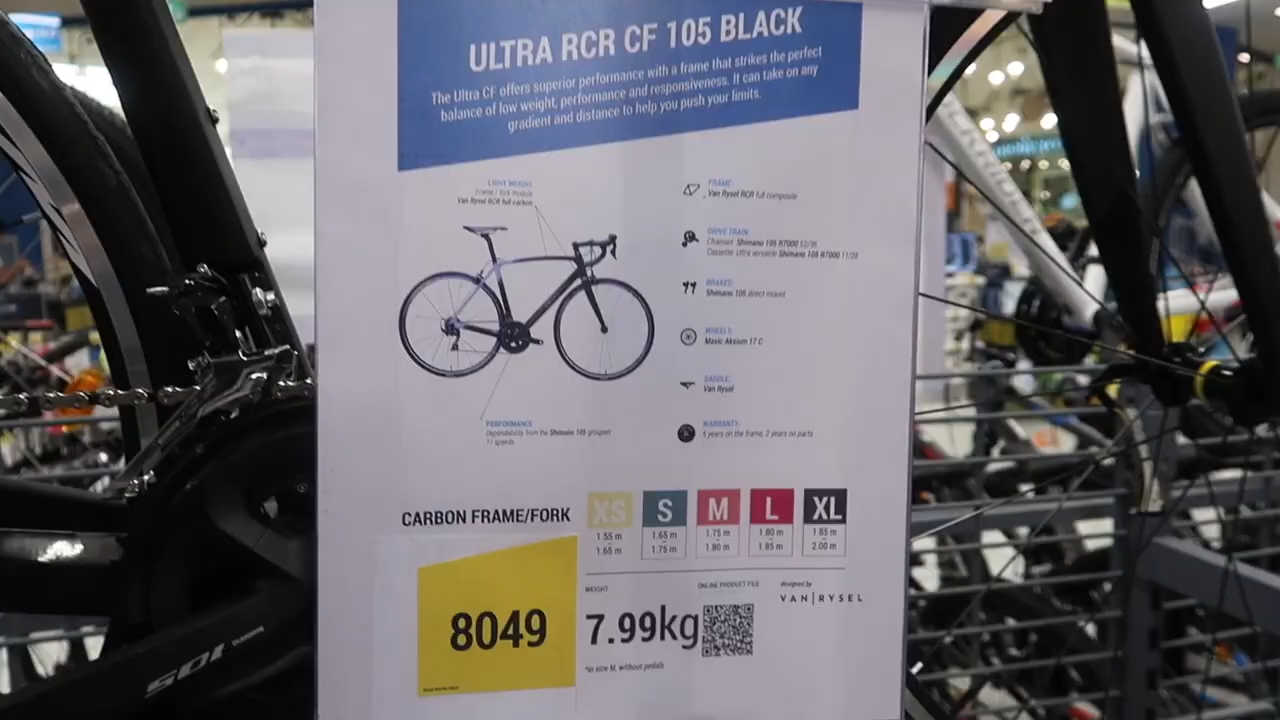 ULTRA RCR CF 105 BLACK
The Ultra CF offers superior performance with a frame that strikes the perfect
balance of low weight, performance and responsiveness. It can take on any
gradient and distance to help you push your limits.
LIGHT WEIGHT
Frame / fork module
Van Rysel RCR full carbon
FRAME:
Van Rysel RCR full composite
DRIVE TRAIN:
Chainset: Shimano 105 R7000 52/36
Cassette: Ultra versatile Shimano 105 R7000 11/28
BRAKES:
Shimano 105 direct mount
WHEELS:
Mavic Aksium 17 C
SADDLE:
Van Rysel
WARRANTY:
5 years on the frame, 2 years on parts
PERFORMANCE
Dependability from the Shimano 105 groupset
11 speeds
CARBON FRAME/FORK
XS S M L XL
1.55 m 1.65 m 1.75 m 1.80 m 1.85 m
1.65 m 1.75 m 1.80 m 1.85 m 2.00 m
WEIGHT
ONLINE PRODUCT FILE
designed by
VAN|RYSEL
8049
7.99kg
*in size M, without pedals
105
SHIMANO